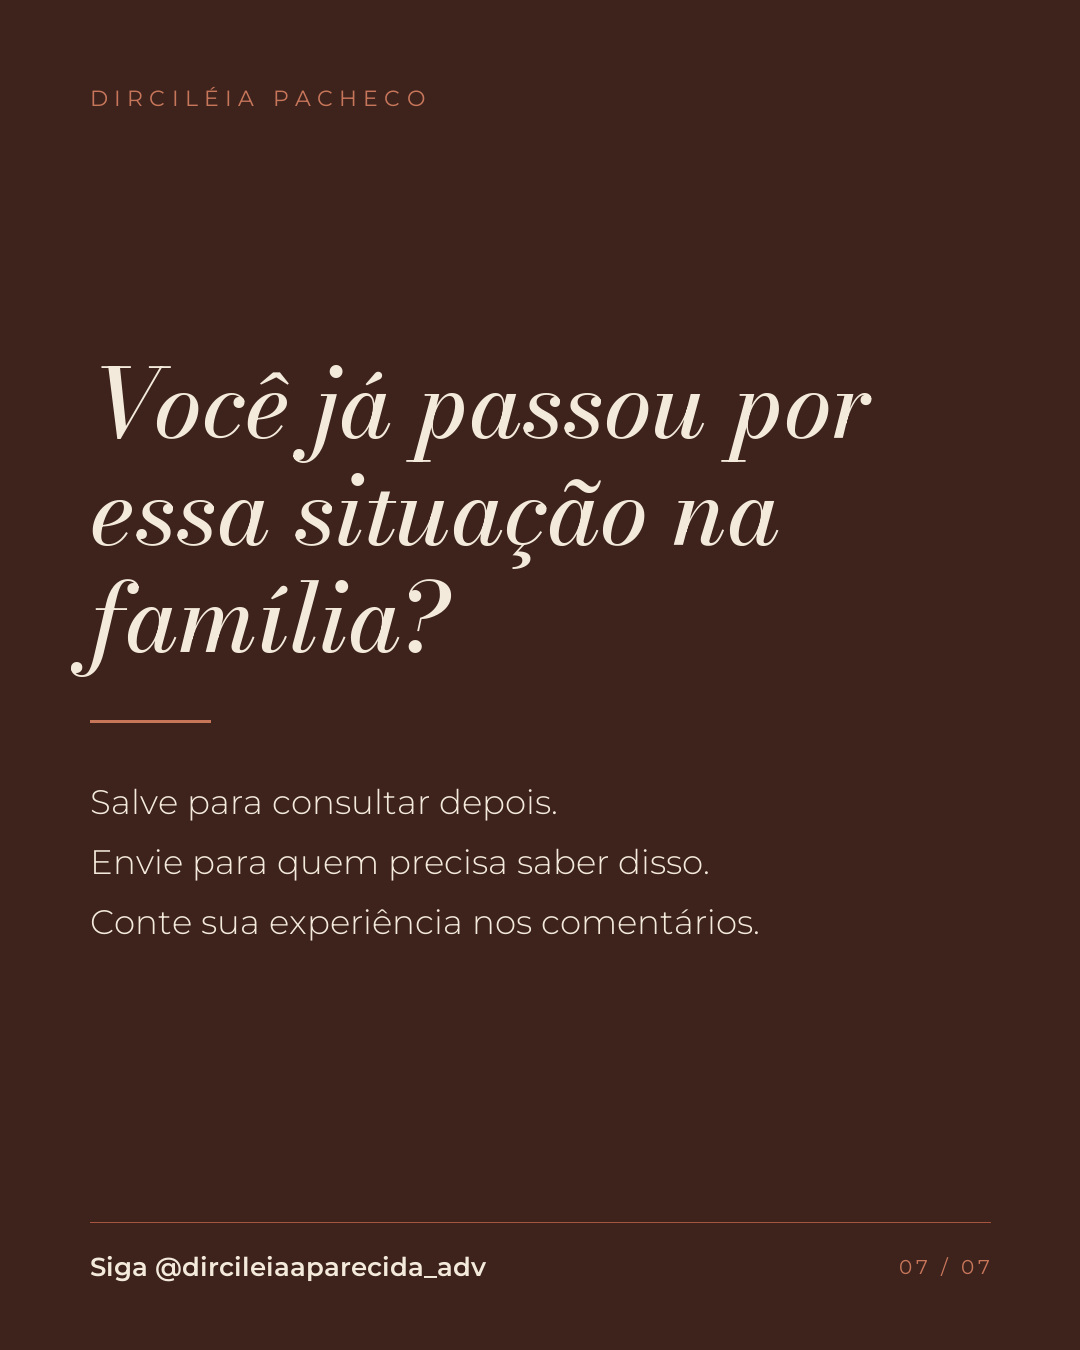 DIRCILÉIA PACHECO
Você já passou por
essa situação na
família?
Salve para consultar depois.
Envie para quem precisa saber disso.
Conte sua experiência nos comentários.
Siga @dircileiaaparecida_adv
07 / 07